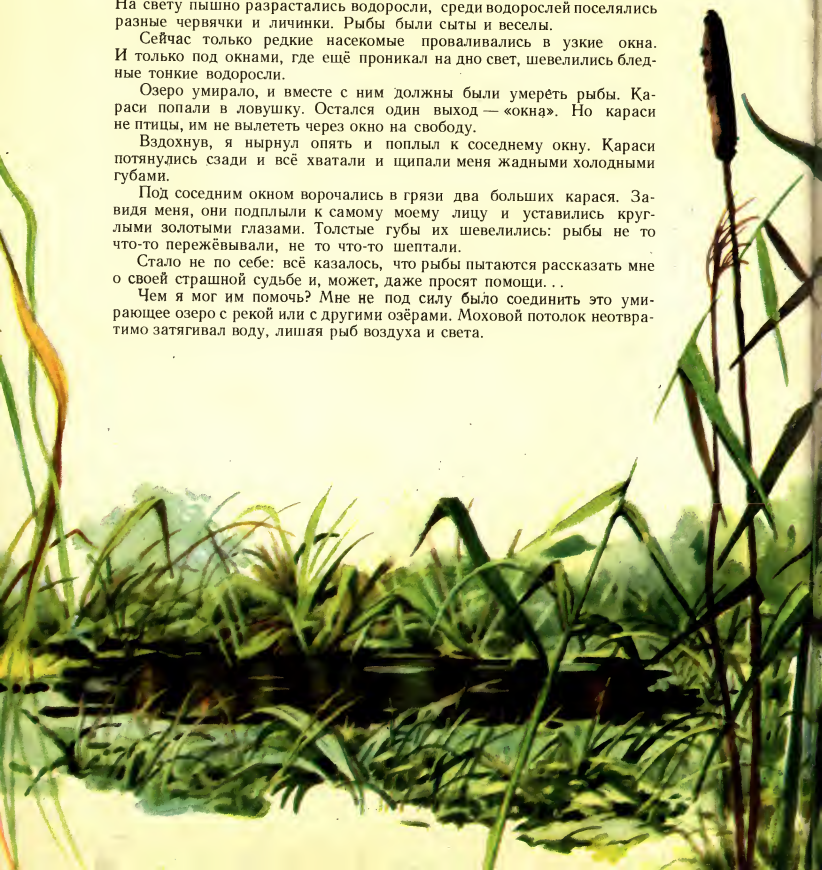 На свету пышно разрастались водоросли, среди водорослей поселялись
разные червячки и личинки. Рыбы были сыты и веселы.
Сейчас только редкие насекомые проваливались в узкие окна.
И только под окнами, где ещё проникал на дно свет, шевелились блед-
ные тонкие водоросли.
Озеро умирало, и вместе с ним должны были умереть рыбы. Ка-
раси попали в ловушку. Остался один выход — «окна». Но караси
не птицы, им не вылететь через окно на свободу.
Вздохнув, я нырнул опять и поплыл к соседнему окну. Караси
потянулись сзади и всё хватали и щипали меня жадными холодными
губами.
Под соседним окном ворочались в грязи два больших карася. За-
видя меня, они подплыли к самому моему лицу и уставились круг-
лыми золотыми глазами. Толстые губы их шевелились: рыбы не то
что-то пережёвывали, не то что-то шептали.
Стало не по себе: всё казалось, что рыбы пытаются рассказать мне
о своей страшной судьбе и, может, даже просят помощи...
Чем я мог им помочь? Мне не под силу было соединить это уми-
рающее озеро с рекой или с другими озёрами. Моховой потолок неотвра-
тимо затягивал воду, лишая рыб воздуха и света.